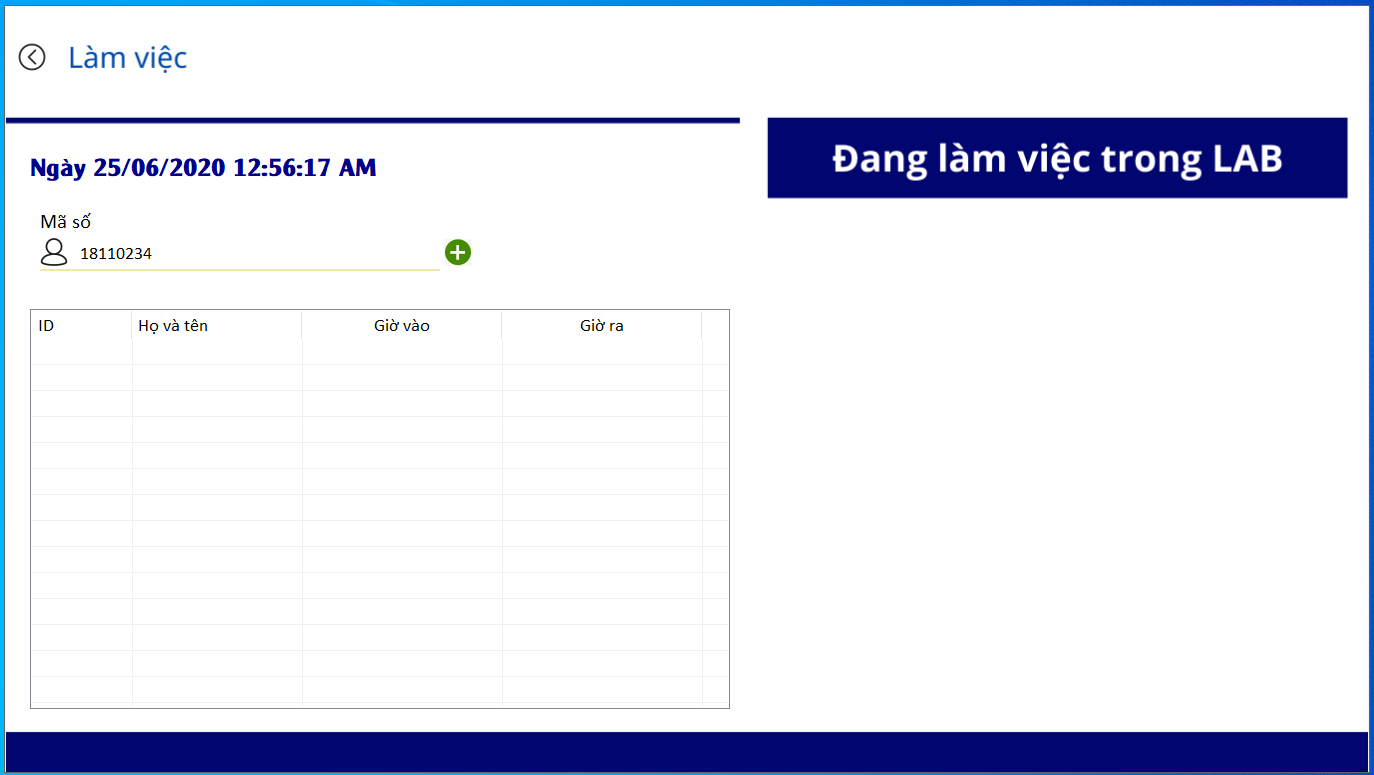 Làm việc
Đang làm việc trong LAB
Ngày 25/06/2020 12:56:17 AM
Mã số
18110234
ID Họ và tên Giờ vào Giờ ra